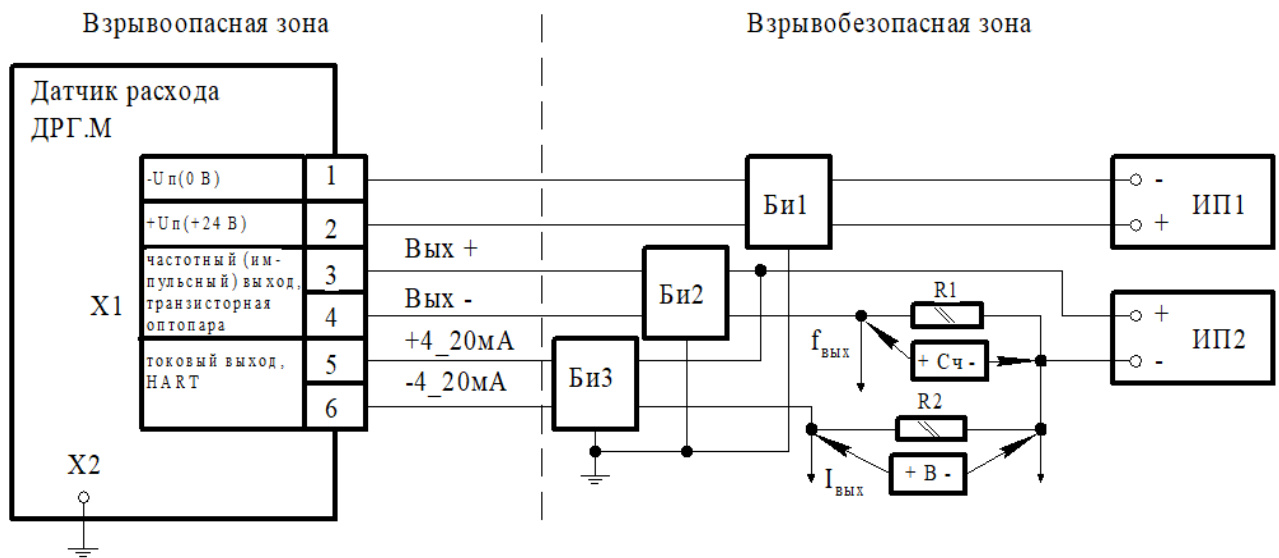 Взрывоопасная зона
Взрывобезопасная зона
Датчик расхода
ДРГ.М
-Uп(0 В)
1
+Uп(+24 В)
2
частотный (им-
пульсный) выход,
транзисторная
оптопара
3
4
токовый выход,
HART
5
6
X1
X2
Вых +
Вых -
+4_20мА
-4_20мА
Би1
Би2
Би3
R1
fвых
+ Сч -
R2
Iвых
+ В -
-
+
ИП1
+
-
ИП2